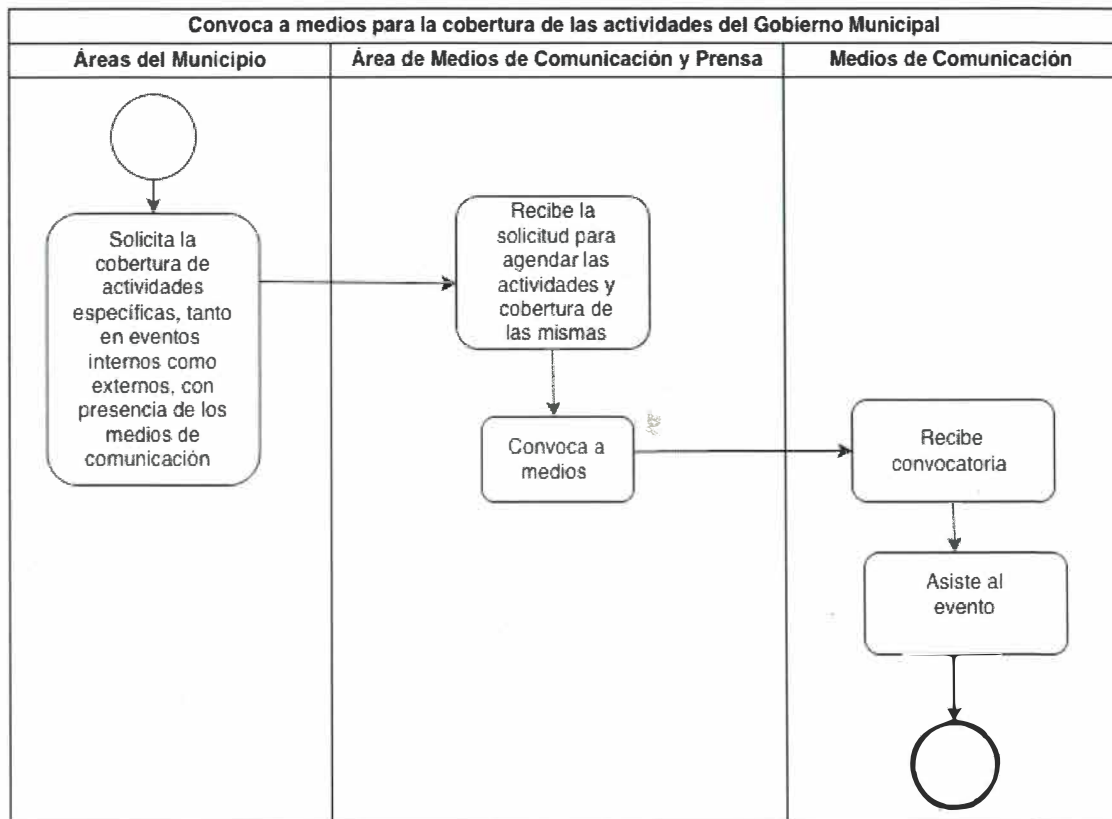 Convoca a medios para la cobertura de las actividades del Gobierno Municipal
Áreas del Municipio
Área de Medios de Comunicación y Prensa
Medios de Comunicación
Solicita la
cobertura de
actividades
específicas, tanto
en eventos
internos como
externos, con
presencia de los
medios de
comunicación
Recibe la
solicitud para
agendar las
actividades y
cobertura de
las mismas
Convoca a
medios
Recibe
convocatoria
Asiste al
evento